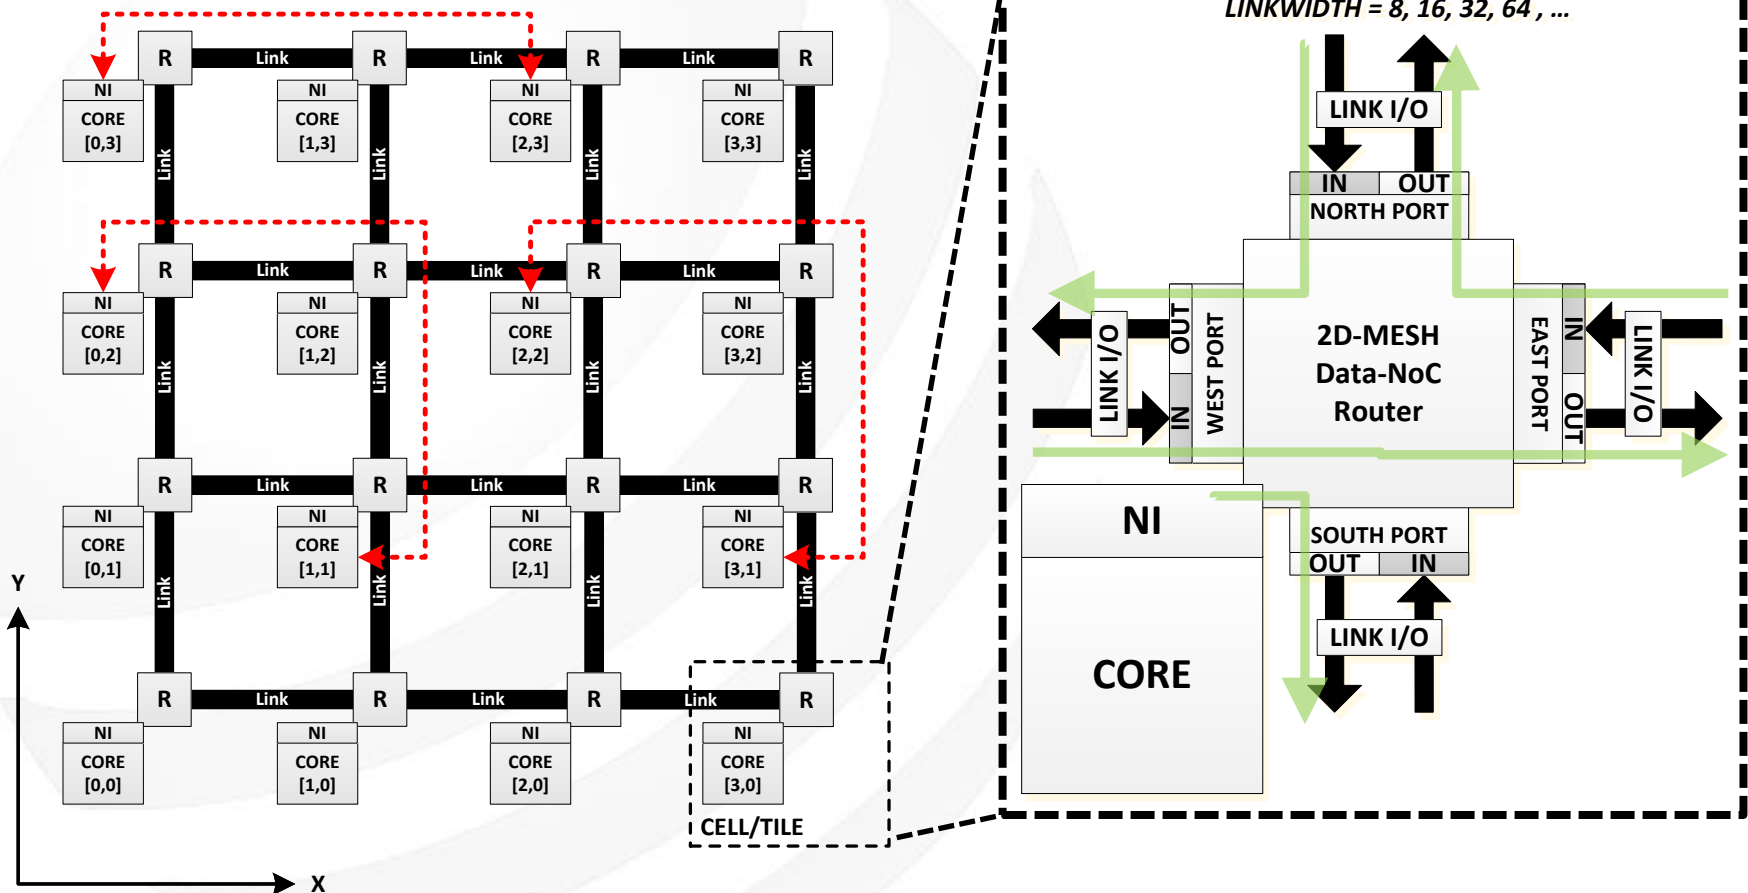 LINKWIDTH = 8, 16, 32, 64 , ...
R
Link
R
Link
R
Link
R
NI
CORE
[0,3]
NI
CORE
[1,3]
NI
CORE
[2,3]
NI
CORE
[3,3]
Link
Link
Link
Link
R
Link
R
Link
R
Link
R
NI
CORE
[0,2]
NI
CORE
[1,2]
NI
CORE
[2,2]
NI
CORE
[3,2]
Link
Link
Link
Link
R
Link
R
Link
R
Link
R
NI
CORE
[0,1]
NI
CORE
[1,1]
NI
CORE
[2,1]
NI
CORE
[3,1]
Link
Link
Link
Link
R
Link
R
Link
R
Link
R
NI
CORE
[0,0]
NI
CORE
[1,0]
NI
CORE
[2,0]
NI
CORE
[3,0]
CELL/TILE
Y
X
LINK I/O
IN
OUT
NORTH PORT
LINK I/O
OUT
IN
WEST PORT
2D-MESH
Data-NoC
Router
EAST PORT
IN
OUT
LINK I/O
SOUTH PORT
OUT
IN
LINK I/O
NI
CORE